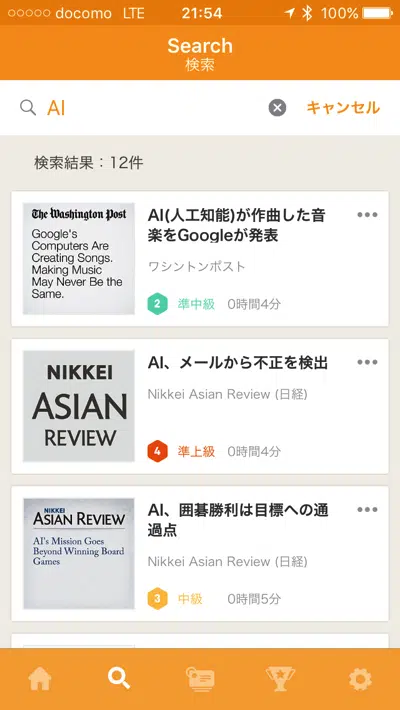 docomo LTE 21:54 100%
Search
検索
AI キャンセル
検索結果：12件
The Washington Post
Google's
Computers Are
Creating Songs.
Making Music
May Never Be the
Same.
AI(人工知能)が作曲した音
楽をGoogleが発表
ワシントンポスト
2 準中級 0時間4分
NIKKEI
ASIAN
REVIEW
AI、メールから不正を検出
Nikkei Asian Review (日経)
4 準上級 0時間4分
NIKKEI
ASIAN REVIEW
AI's Mission Goes
Beyond Winning Board
Games
AI、囲碁勝利は目標への通
過点
Nikkei Asian Review (日経)
3 中級 0時間5分